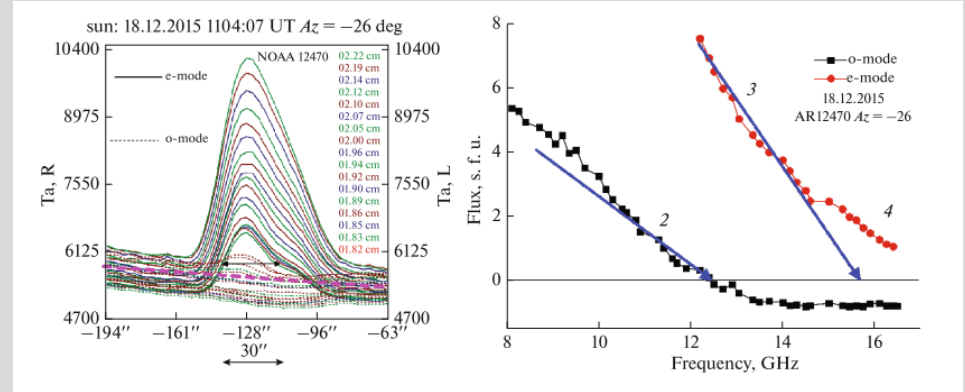 sun: 18.12.2015 1104:07 UT Az = −26 deg
10400
8975
7550
6125
4700
Ta, R
e-mode
o-mode
NOAA 12470
02.22 cm
02.19 cm
02.14 cm
02.12 cm
02.10 cm
02.07 cm
02.05 cm
02.00 cm
01.96 cm
01.94 cm
01.92 cm
01.90 cm
01.89 cm
01.86 cm
01.85 cm
01.83 cm
01.82 cm
10400
8975
7550
6125
4700
Ta, L
−194″ −161″ −128″ −96″ −63″
30″
8
6
4
2
0
Flux, s. f. u.
3
2
4
o-mode
e-mode
18.12.2015
AR12470 Az = −26
8 10 12 14 16
Frequency, GHz